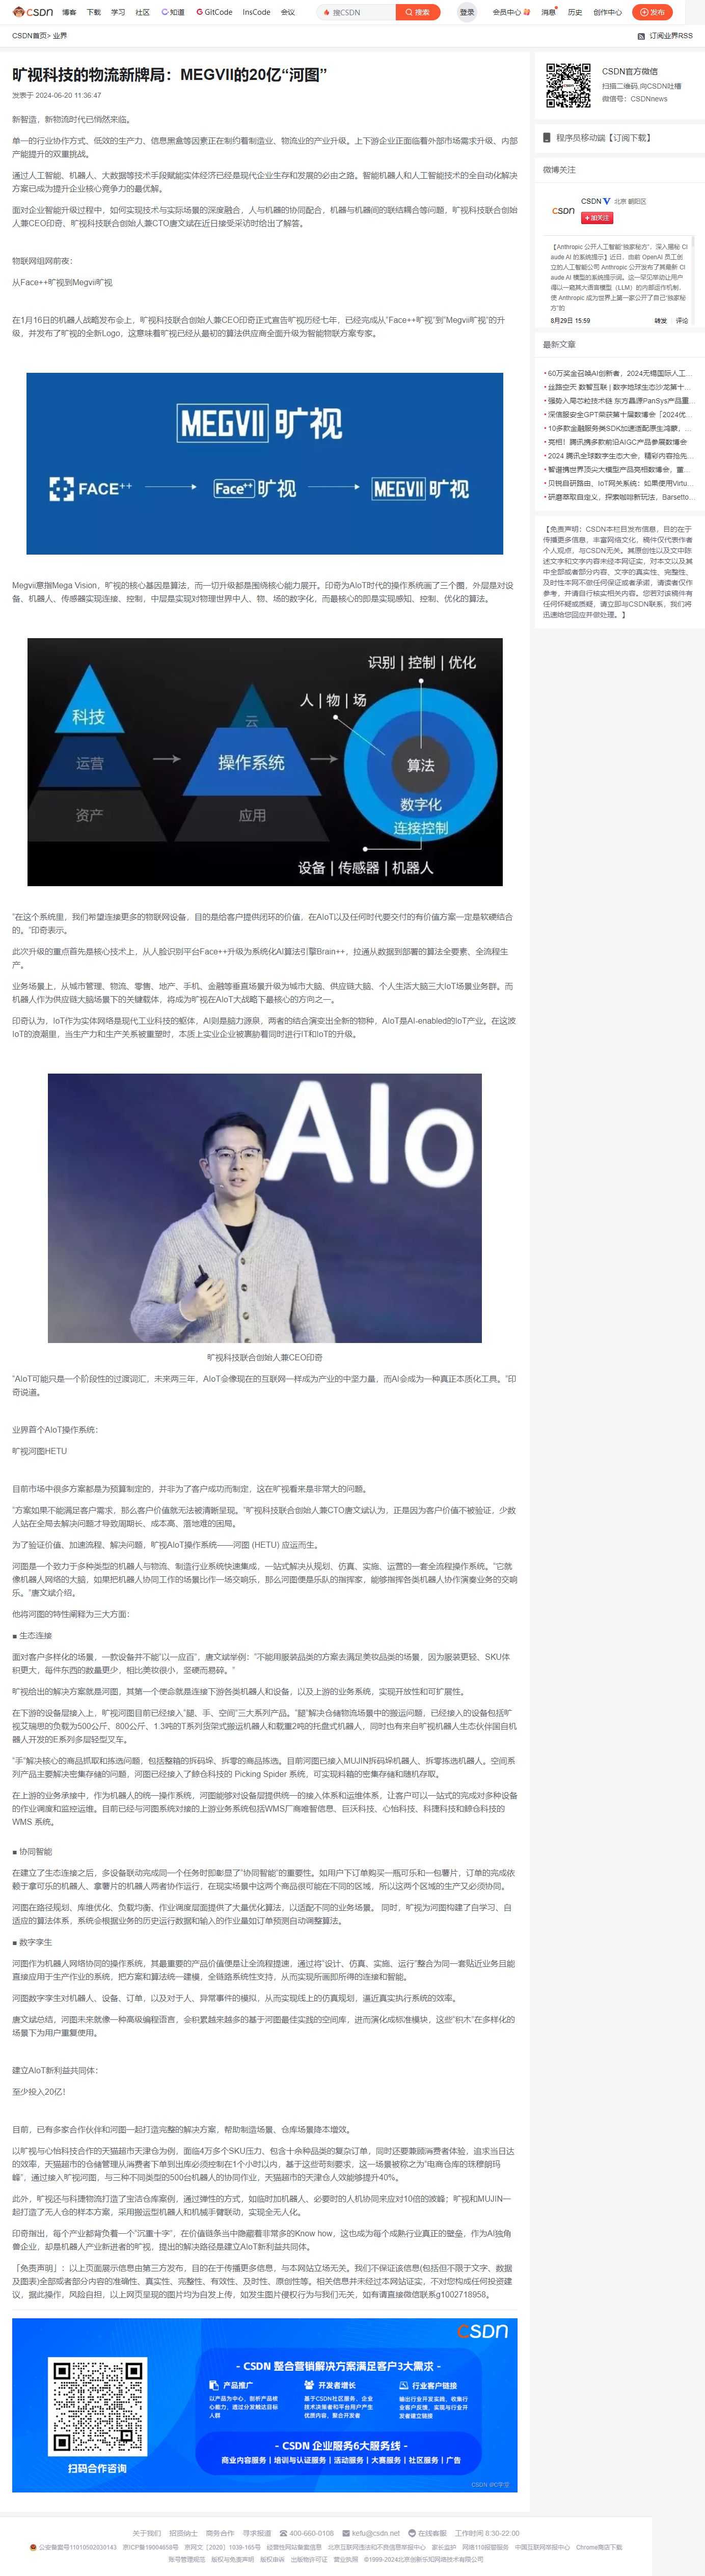 CSDN 博客 下载 学习 社区 知道 GitCode InsCode 会议 搜CSDN 搜索 登录 会员中心 消息 历史 创作中心 发布
CSDN首页> 业界
订阅业界RSS
旷视科技的物流新牌局：MEGVII的20亿“河图”
发表于 2024-06-20 11:36:47
新智造，新物流时代已悄然来临。
单一的行业协作方式、低效的生产力、信息黑盒等因素正在制约着制造业、物流业的产业升级。上下游企业正面临着外部市场需求升级、内部
产能提升的双重挑战。
通过人工智能、机器人、大数据等技术手段赋能实体经济已经是现代企业生存和发展的必由之路。智能机器人和人工智能技术的全自动化解决
方案已成为提升企业核心竞争力的最优解。
面对企业智能升级过程中，如何实现技术与实际场景的深度融合，人与机器的协同配合，机器与机器间的联结耦合等问题，旷视科技联合创始
人兼CEO印奇、旷视科技联合创始人兼CTO唐文斌在近日接受采访时给出了解答。
物联网组网前夜：
从Face++旷视到Megvii旷视
在1月16日的机器人战略发布会上，旷视科技联合创始人兼CEO印奇正式宣告旷视历经七年，已经完成从“Face++旷视”到“Megvii旷视”的升
级，并发布了旷视的全新Logo，这意味着旷视已经从最初的算法供应商全面升级为智能物联方案专家。
MEGVII 旷视
FACE++ Face++旷视 MEGVII 旷视
Megvii意指Mega Vision，旷视的核心基因是算法，而一切升级都是围绕核心能力展开。印奇为AIoT时代的操作系统画了三个圈，外层是对设
备、机器人、传感器实现连接、控制，中层是实现对物理世界中人、物、场的数字化，而最核心的即是实现感知、控制、优化的算法。
识别 | 控制 | 优化
人 | 物 | 场
科技
云
运营
操作系统
算法
数字化
资产
应用
连接控制
设备 | 传感器 | 机器人
“在这个系统里，我们希望连接更多的物联网设备，目的是给客户提供闭环的价值，在AIoT以及任何时代要交付的有价值方案一定是软硬结合
的。”印奇表示。
此次升级的重点首先是核心技术上，从人脸识别平台Face++升级为系统化AI算法引擎Brain++，拉通从数据到部署的算法全要素、全流程生
产。
业务场景上，从城市管理、物流、零售、地产、手机、金融等垂直场景升级为城市大脑、供应链大脑、个人生活大脑三大IoT场景业务群。而
机器人作为供应链大脑场景下的关键载体，将成为旷视在AIoT大战略下最核心的方向之一。
印奇认为，IoT作为实体网络是现代工业科技的躯体，AI则是脑力源泉，两者的结合演变出全新的物种，AIoT是AI-enabled的IoT产业。在这波
IoT的浪潮里，当生产力和生产关系被重塑时，本质上实业企业被裹胁着同时进行IT和IoT的升级。
AIo
旷视科技联合创始人兼CEO印奇
“AIoT可能只是一个阶段性的过渡词汇，未来两三年，AIoT会像现在的互联网一样成为产业的中坚力量，而AI会成为一种真正本质化工具。”印
奇说道。
业界首个AIoT操作系统：
旷视河图HETU
目前市场中很多方案都是为预算制定的，并非为了客户成功而制定，这在旷视看来是非常大的问题。
“方案如果不能满足客户需求，那么客户价值就无法被清晰呈现。”旷视科技联合创始人兼CTO唐文斌认为，正是因为客户价值不被验证，少数
人站在全局去解决问题才导致周期长、成本高、落地难的困局。
为了验证价值、加速流程、解决问题，旷视AIoT操作系统——河图 (HETU) 应运而生。
河图是一个致力于多种类型的机器人与物流、制造行业系统快速集成，一站式解决从规划、仿真、实施、运营的一套全流程操作系统。“它就
像机器人网络的大脑，如果把机器人协同工作的场景比作一场交响乐，那么河图便是乐队的指挥家，能够指挥各类机器人协作演奏业务的交响
乐。”唐文斌介绍。
他将河图的特性阐释为三大方面：
■ 生态连接
面对客户多样化的场景，一款设备并不能“以一应百”，唐文斌举例：“不能用服装品类的方案去满足美妆品类的场景，因为服装更轻、SKU体
积更大，每件东西的数量更少，相比美妆很小，坚硬而易碎。”
旷视给出的解决方案就是河图，其第一个使命就是连接下游各类机器人和设备，以及上游的业务系统，实现开放性和可扩展性。
在下游的设备层接入上，旷视河图目前已经接入“腿、手、空间”三大系列产品。“腿”解决仓储物流场景中的搬运问题，已经接入的设备包括旷
视艾瑞思的负载为500公斤、800公斤、1.3吨的T系列货架式搬运机器人和载重2吨的托盘式机器人，同时也有来自旷视机器人生态伙伴国自机
器人开发的E系列多层轻型叉车。
“手”解决核心的商品抓取和拣选问题，包括整箱的拆码垛、拆零的商品拣选。目前河图已接入MUJIN拆码垛机器人、拆零拣选机器人。空间系
列产品主要解决密集存储的问题，河图已经接入了鲸仓科技的 Picking Spider 系统，可实现料箱的密集存储和随机存取。
在上游的业务承接中，作为机器人的统一操作系统，河图能够对设备层提供统一的接入体系和运维体系，让客户可以一站式的完成对多种设备
的作业调度和监控运维。目前已经与河图系统对接的上游业务系统包括WMS厂商唯智信息、巨沃科技、心怡科技、科捷科技和鲸仓科技的
WMS 系统。
■ 协同智能
在建立了生态连接之后，多设备联动完成同一个任务时即彰显了“协同智能”的重要性。如用户下订单购买一瓶可乐和一包薯片，订单的完成依
赖于拿可乐的机器人、拿薯片的机器人两者协作运行，在现实场景中这两个商品很可能在不同的区域，所以这两个区域的生产又必须协同。
河图在路径规划、库维优化、负载均衡、作业调度层面提供了大量优化算法，以适配不同的业务场景。 同时，旷视为河图构建了自学习、自
适应的算法体系，系统会根据业务的历史运行数据和输入的作业量如订单预测自动调整算法。
■ 数字孪生
河图作为机器人网络协同的操作系统，其最重要的产品价值便是让全流程提速，通过将“设计、仿真、实施、运行”整合为同一套贴近业务且能
直接应用于生产作业的系统，把方案和算法统一建模，全链路系统性支持，从而实现所画即所得的连接和智能。
河图数字孪生对机器人、设备、订单，以及对于人、异常事件的模拟，从而实现线上的仿真规划，逼近真实执行系统的效率。
唐文斌总结，河图未来就像一种高级编程语言，会积累越来越多的基于河图最佳实践的空间库，进而演化成标准模块，这些“积木”在多样化的
场景下为用户重复使用。
建立AIoT新利益共同体：
至少投入20亿！
目前，已有多家合作伙伴和河图一起打造完整的解决方案，帮助制造场景、仓库场景降本增效。
以旷视与心怡科技合作的天猫超市天津仓为例，面临4万多个SKU压力、包含十余种品类的复杂订单，同时还要兼顾消费者体验，追求当日达
的效率，天猫超市的仓储管理从消费者下单到出库必须控制在1个小时以内，基于这些苛刻要求，这一场景被称之为“电商仓库的珠穆朗玛
峰”，通过接入旷视河图，与三种不同类型的500台机器人的协同作业，天猫超市的天津仓人效能够提升40%。
此外，旷视还与科捷物流打造了宝洁仓库案例，通过弹性的方式，如临时加机器人、必要时的人机协同来应对10倍的波峰；旷视和MUJIN一
起打造了无人仓的样本方案，采用搬运型机器人和机械手臂联动，实现全无人化。
印奇指出，每个产业都背负着一个“沉重十字”，在价值链条当中隐藏着非常多的Know how，这也成为每个成熟行业真正的壁垒，作为AI独角
兽企业，却是机器人产业新进者的旷视，提出的解决路径是建立AIoT新利益共同体。
「免责声明」：以上页面展示信息由第三方发布，目的在于传播更多信息，与本网站立场无关。我们不保证该信息(包括但不限于文字、数据
及图表)全部或者部分内容的准确性、真实性、完整性、有效性、及时性、原创性等。相关信息并未经过本网站证实，不对您构成任何投资建
议，据此操作，风险自担，以上网页呈现的图片均为自发上传，如发生图片侵权行为与我们无关，如有请直接微信联系g1002718958。
CSDN
- CSDN 整合营销解决方案满足客户3大需求 -
产品推广 开发者增长 行业客户链接
以产品为中心，剖析产品核
心能力，通过分发触达目标
人群
基于CSDN社区服务，企业
技术决策者和平台用户产生
优质内容，聚合开发者
输出行业开发实践，收集行
业客户反馈，实现与行业开
发者建立链接
- CSDN 企业服务6大服务线 -
商业内容服务 | 培训与认证服务 | 活动服务 | 大赛服务 | 社区服务 | 广告
扫码合作咨询
CSDN官方微信
扫描二维码,向CSDN吐槽
微信号：CSDNnews
程序员移动端【订阅下载】
微博关注
CSDN 北京 朝阳区
加关注
【Anthropic 公开人工智能“独家秘方”，深入揭秘 Cl
aude AI 的系统提示】近日，由前 OpenAI 员工创
立的人工智能公司 Anthropic 公开发布了其最新 Cl
aude AI 模型的系统提示词。这一罕见举动让用户
得以一窥其大语言模型（LLM）的内部运作机制，
使 Anthropic 成为世界上第一家公开了自己“独家秘
方”的
8月29日 15:59 转发 评论
最新文章
60万奖金召唤AI创新者，2024无锡国际人工...
丝路空天 数智互联 | 数字地球生态沙龙第十...
强势入局芯粒技术链 东方晶源PanSys产品重...
深信服安全GPT荣获第十届数博会「2024优...
10多款金融服务类SDK加速适配原生鸿蒙，...
亮相！腾讯携多款前沿AIGC产品参展数博会
2024 腾讯全球数字生态大会，精彩内容抢先...
智谱携世界顶尖大模型产品亮相数博会，董...
贝锐自研路由、IoT网关系统：如果使用Virtu...
研磨萃取自定义，探索咖啡新玩法，Barsetto...
【免责声明：CSDN本栏目发布信息，目的在于
传播更多信息，丰富网络文化，稿件仅代表作者
个人观点，与CSDN无关。其原创性以及文中陈
述文字和文字内容未经本网证实，对本文以及其
中全部或者部分内容、文字的真实性、完整性、
及时性本网不做任何保证或者承诺，请读者仅作
参考，并请自行核实相关内容。您若对该稿件有
任何怀疑或质疑，请立即与CSDN联系，我们将
迅速给您回应并做处理。】
关于我们 招贤纳士 商务合作 寻求报道 400-660-0108 kefu@csdn.net 在线客服 工作时间 8:30-22:00
公安备案号11010502030143 京ICP备19004658号 京网文〔2020〕1039-165号 经营性网站备案信息 北京互联网违法和不良信息举报中心 家长监护 网络110报警服务 中国互联网举报中心 Chrome商店下载
账号管理规范 版权与免责声明 版权申诉 出版物许可证 营业执照 ©1999-2024北京创新乐知网络技术有限公司